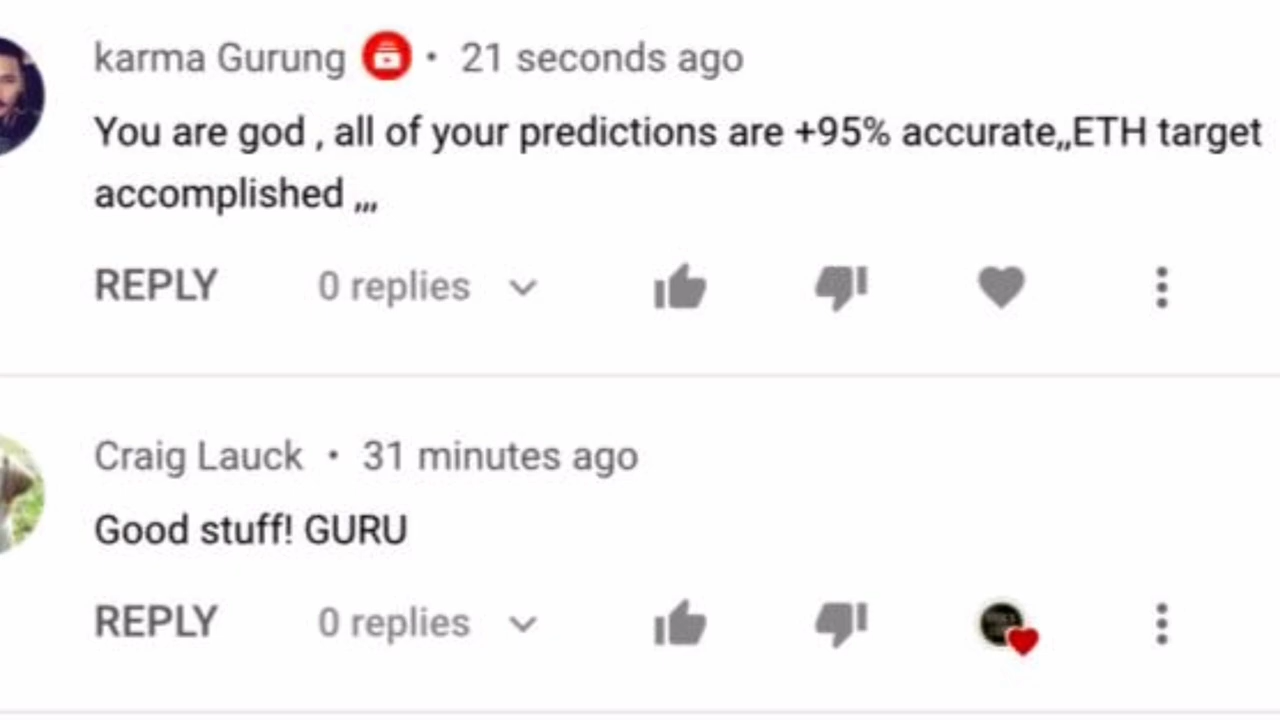 karma Gurung · 21 seconds ago
You are god , all of your predictions are +95% accurate,,ETH target
accomplished ,,,
REPLY 0 replies
Craig Lauck · 31 minutes ago
Good stuff! GURU
REPLY 0 replies